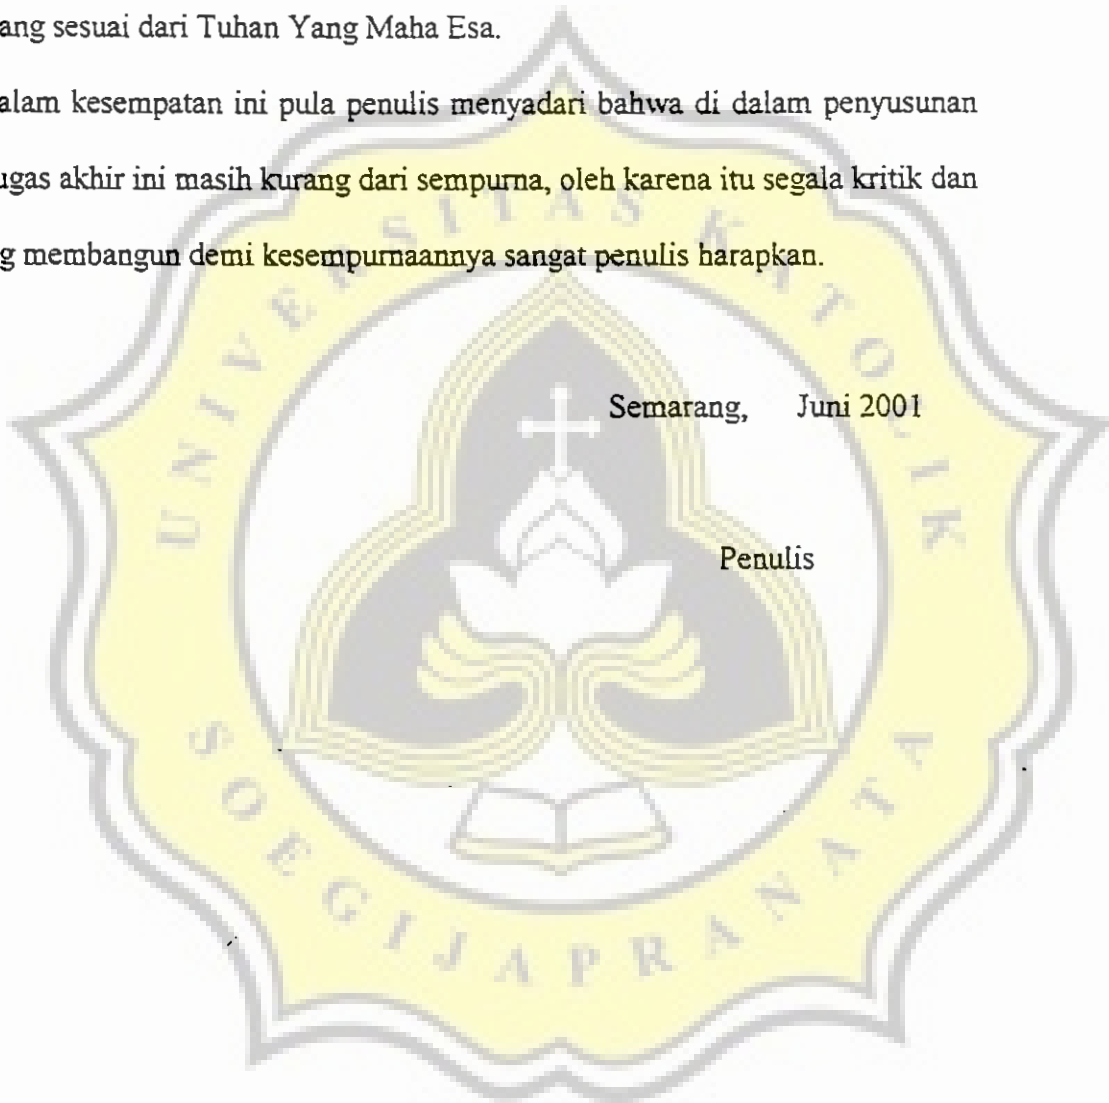 ang sesuai dari Tuhan Yang Maha Esa.
alam kesempatan ini pula penulis menyadari bahwa di dalam penyusunan
ugas akhir ini masih kurang dari sempurna, oleh karena itu segala kritik dan
g membangun demi kesempurnaannya sangat penulis harapkan.
Semarang, Juni 2001
Penulis
UNIVERSITAS KATOLIK
SOEGIJAPRANATA